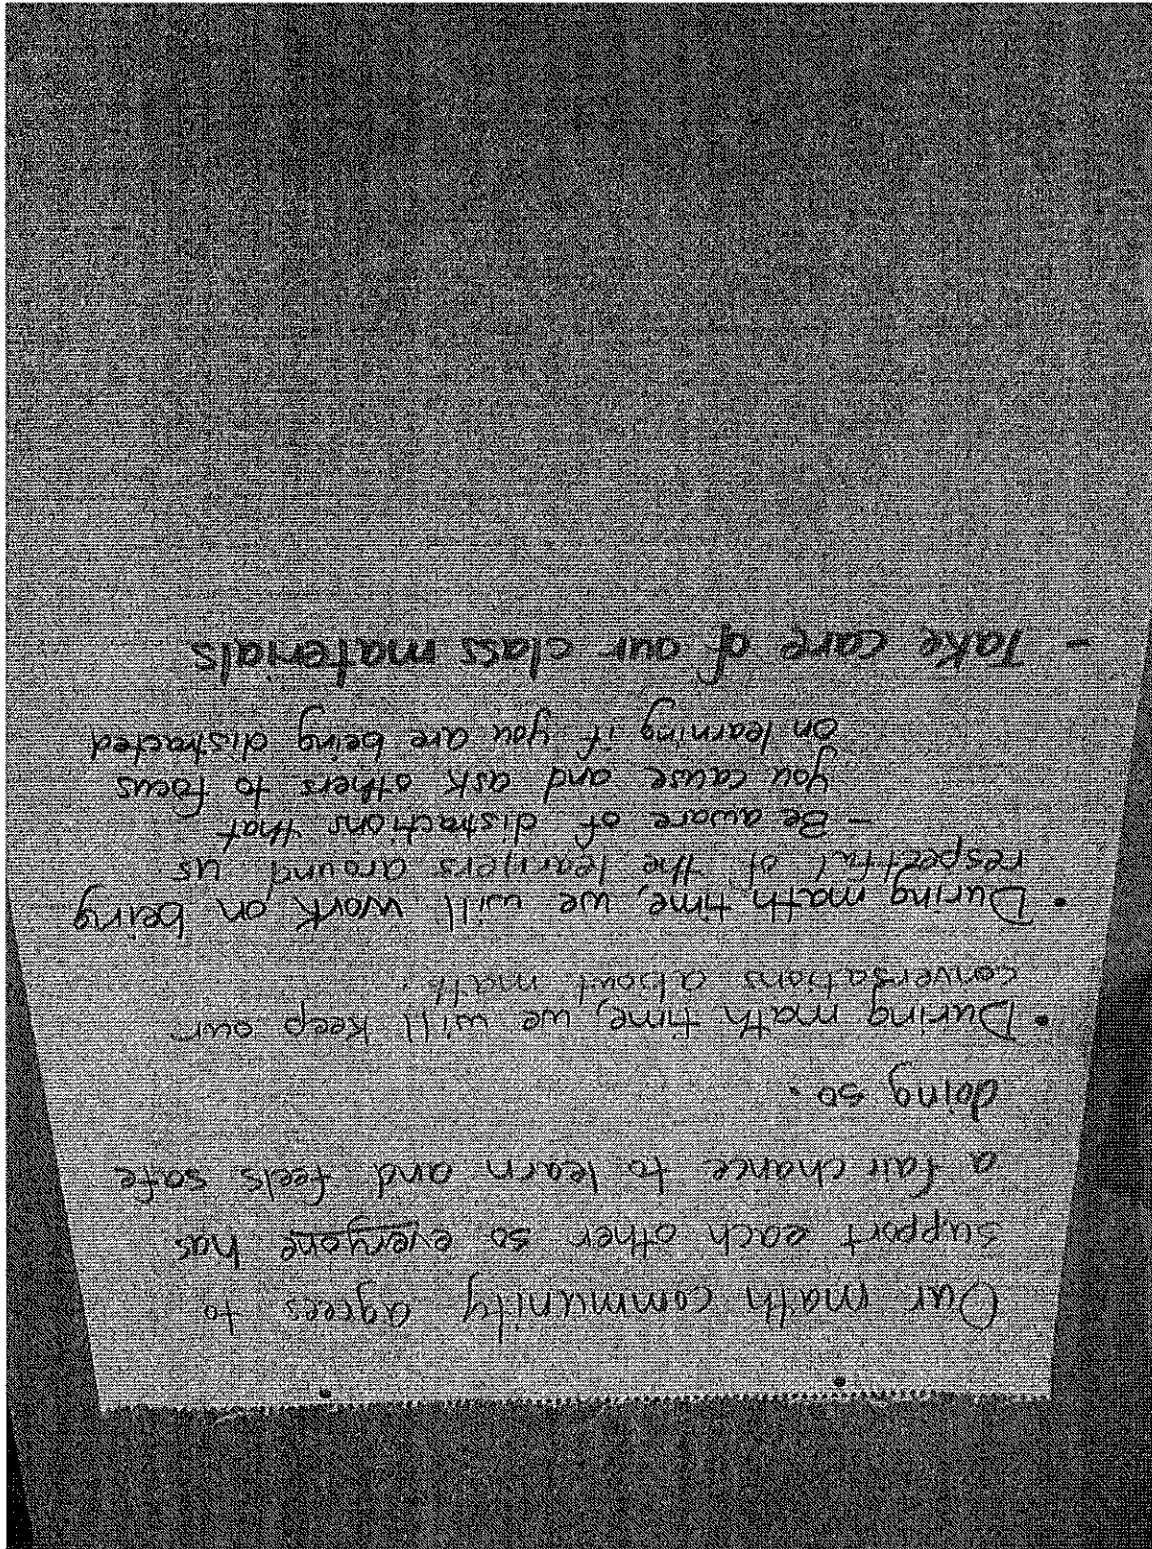 Our math community agrees to
support each other so everyone has
a fair chance to learn and feels safe
doing so.
• During math time, we will keep our
conversations about math.
• During math time, we will work on being
respectful of the learners around us
- Be aware of distractions that
you cause and ask others to focus
on learning if you are being distracted
- Take care of our class materials